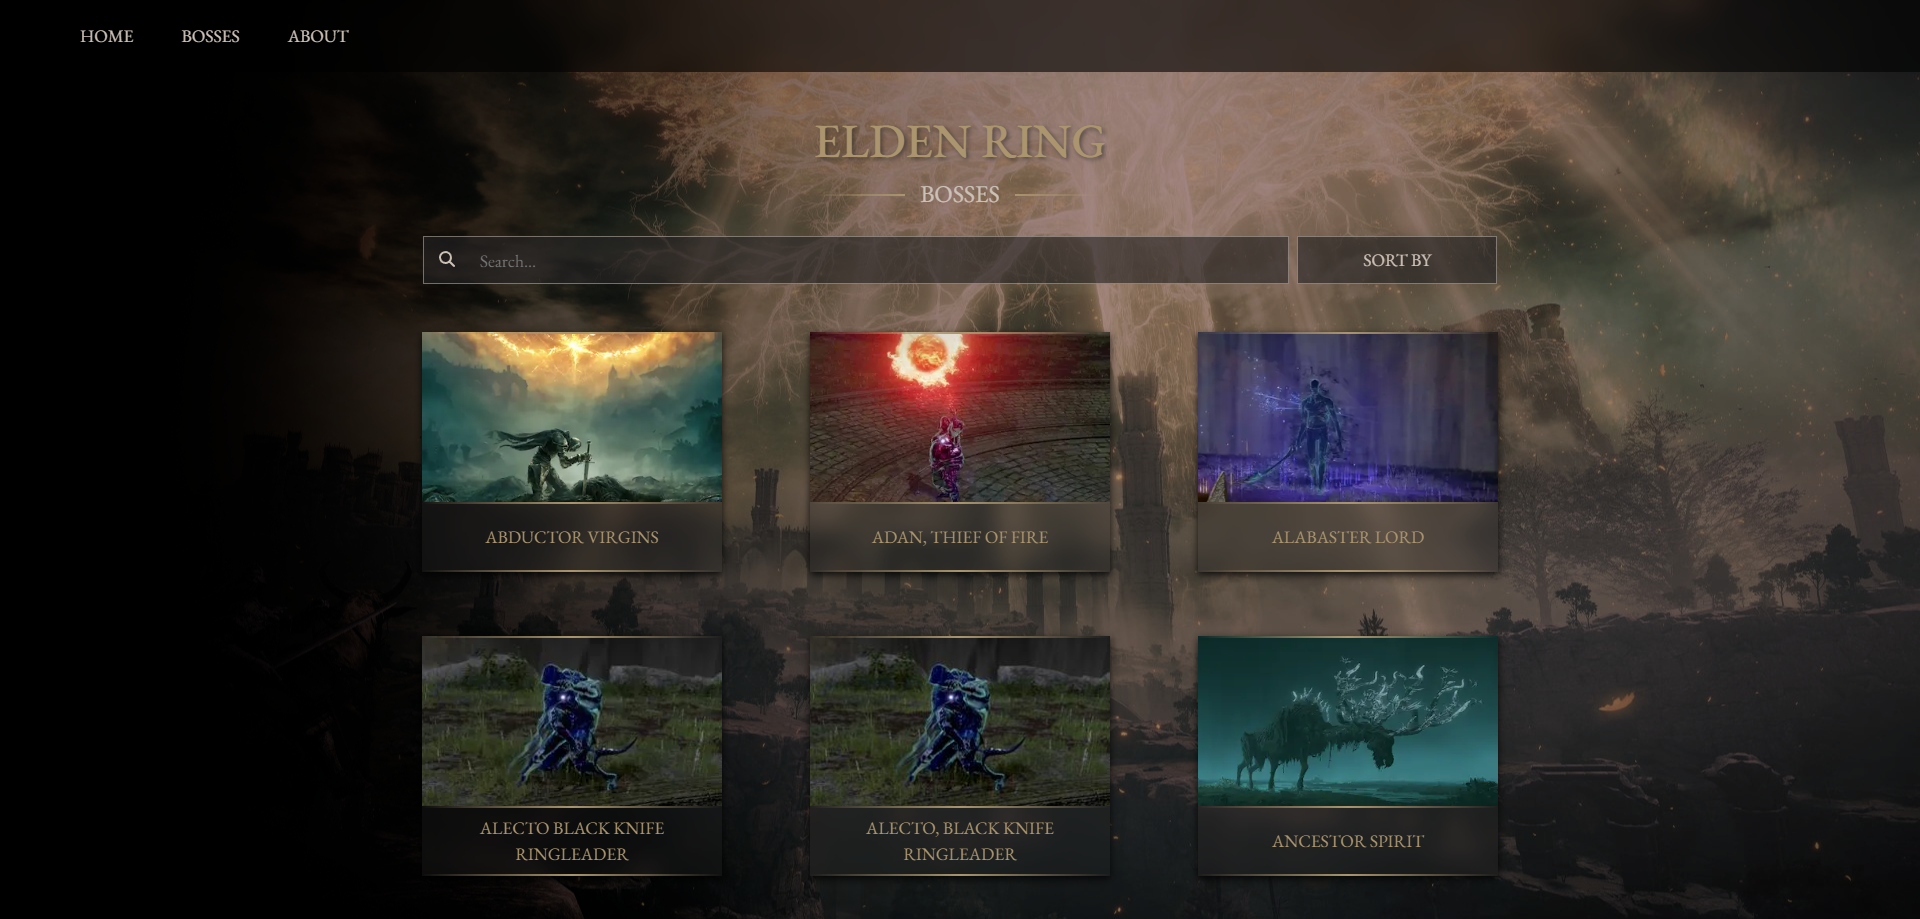 HOME BOSSES ABOUT
ELDEN RING
BOSSES
Search...
SORT BY
ABDUCTOR VIRGINS
ADAN, THIEF OF FIRE
ALABASTER LORD
ALECTO BLACK KNIFE
RINGLEADER
ALECTO, BLACK KNIFE
RINGLEADER
ANCESTOR SPIRIT